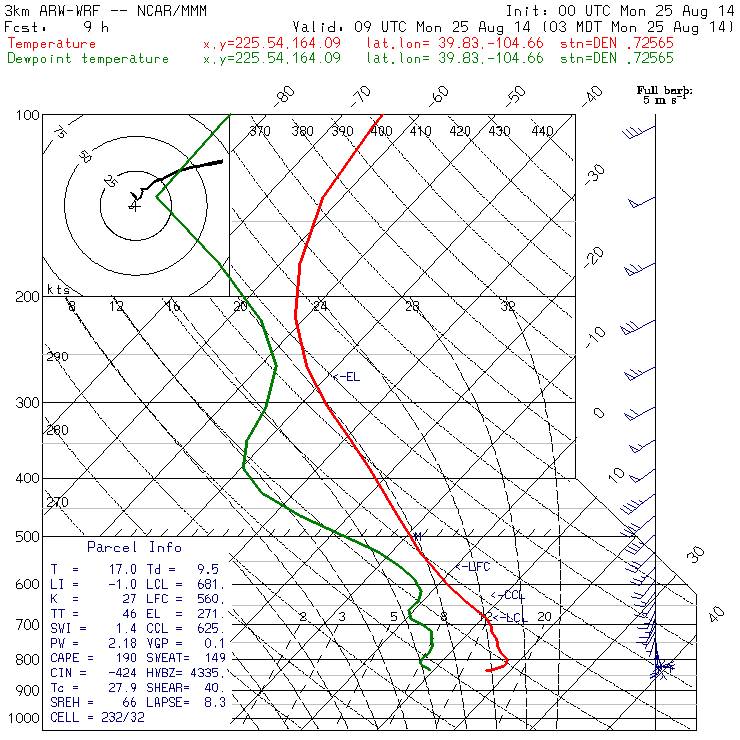 3km ARW-WRF -- NCAR/MMM Init: 00 UTC Mon 25 Aug 14
Fcst: 9 h Valid: 09 UTC Mon 25 Aug 14 (03 MDT Mon 25 Aug 14)
Temperature x,y=225.54,164.09 lat,lon= 39.83,-104.66 stn=DEN ,72565
Dewpoint temperature x,y=225.54,164.09 lat,lon= 39.83,-104.66 stn=DEN ,72565
-80 -70 -60 -50 -40
Full barb:
5 m s⁻¹
100 370 380 390 400 410 420 430 440
75
50
25
-30
-20
kts
200 8 12 16 20 24 28 32
-10
290
<-EL
300
0
280
10
400
270
500 M
30
Parcel Info
T = 17.0 Td = 9.5
<-LFC
LI = -1.0 LCL = 681.
600
K = 27 LFC = 560.
<-CCL
40
TT = 46 EL = 271.
2 3 5 8 12 <-LCL 20
700
SWI = 1.4 CCL = 625.
PW = 2.18 VGP = 0.1
800
CAPE = 190 SWEAT= 149
CIN = -424 HWBZ= 4335.
900
Tc = 27.9 SHEAR= 40.
SREH = 66 LAPSE= 8.3
1000
CELL = 232/32